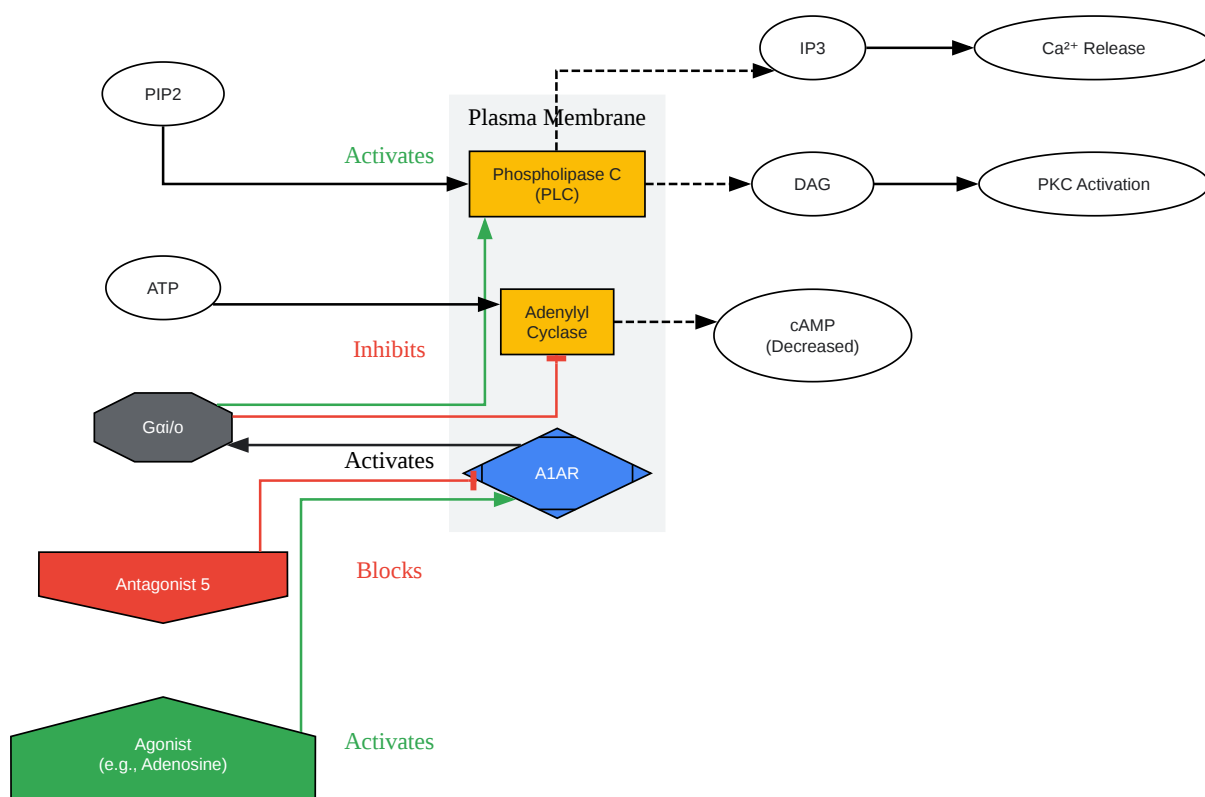 IP3
Ca²⁺ Release
PIP2
Plasma Membrane
Activates
Phospholipase C
(PLC)
DAG
PKC Activation
ATP
Adenylyl
Cyclase
cAMP
(Decreased)
Inhibits
Gαi/o
Activates
A1AR
Antagonist 5
Blocks
Agonist
(e.g., Adenosine)
Activates